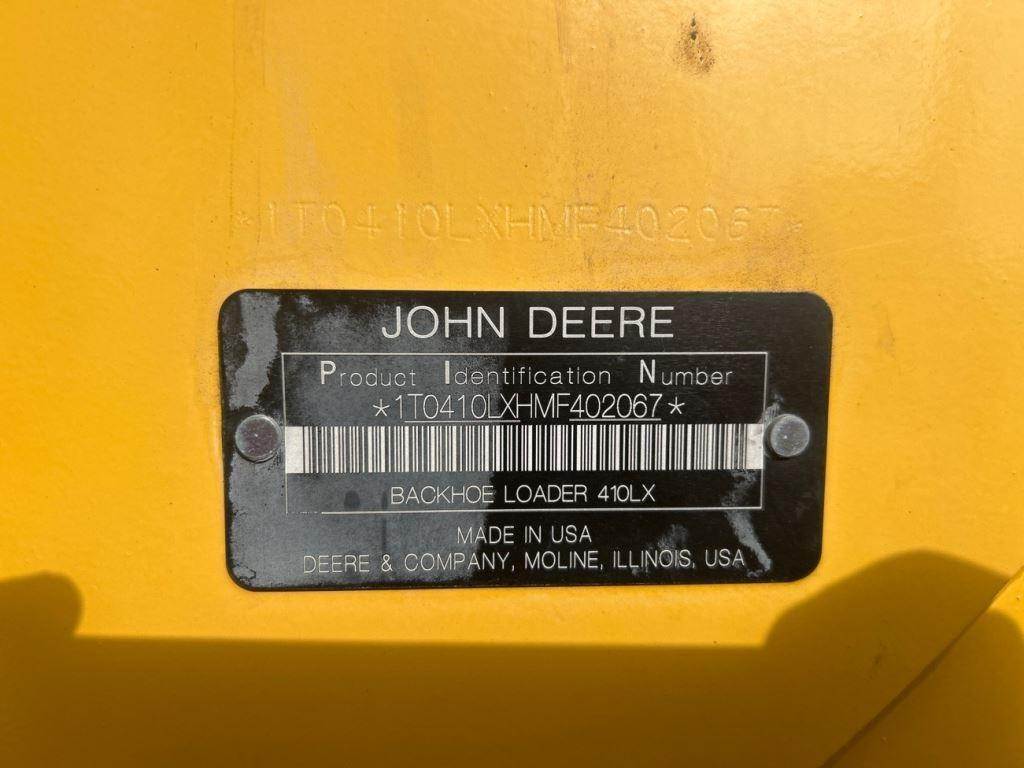 *1T0410LXHMF402067*
JOHN DEERE
Product Identification Number
*1T0410LXHMF402067*
BACKHOE LOADER 410LX
MADE IN USA
DEERE & COMPANY, MOLINE, ILLINOIS, USA